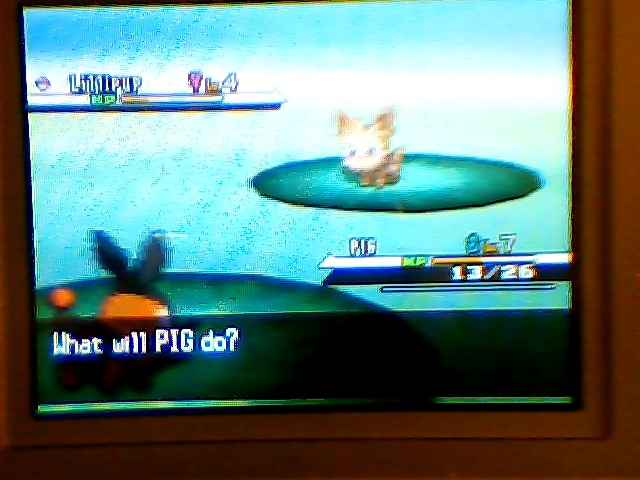 Lillipup ♀ Lv.4
HP
PIG ♂ Lv.7
HP
13/26
What will PIG do?